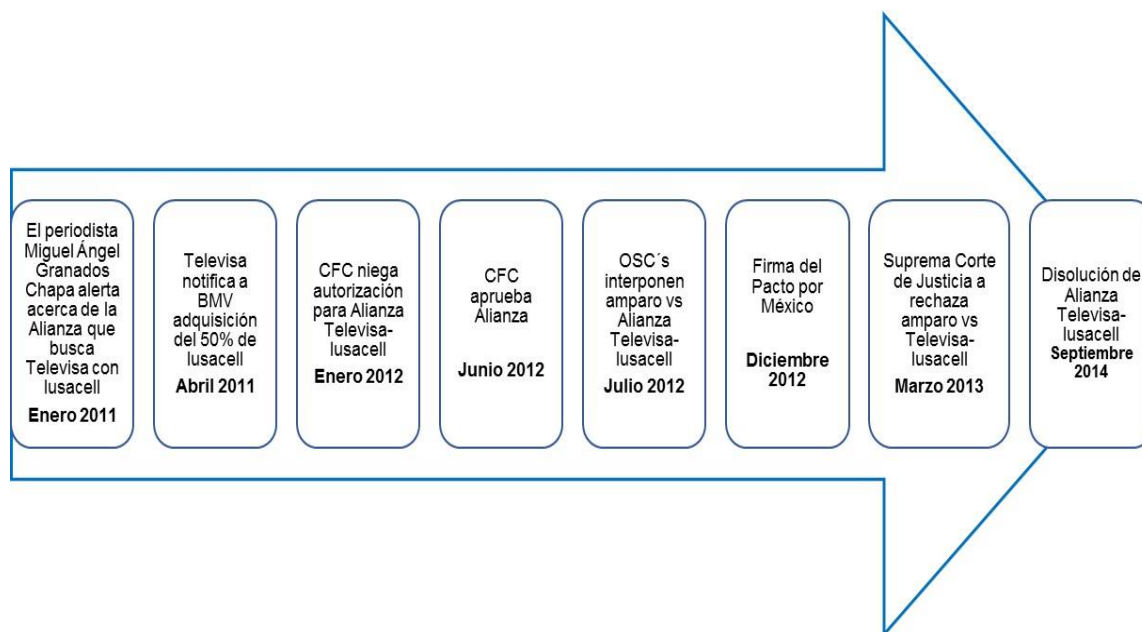 El periodista
Miguel Ángel
Granados
Chapa alerta
acerca de la
Alianza que
busca
Televisa con
Iusacell
Enero 2011
Televisa
notifica a
BMV
adquisición
del 50% de
Iusacell
Abril 2011
CFC niega
autorización
para Alianza
Televisa-
Iusacell
Enero 2012
CFC
aprueba
Alianza
Junio 2012
OSC´s
interponen
amparo vs
Alianza
Televisa-
Iusacell
Julio 2012
Firma del
Pacto por
México
Diciembre
2012
Suprema Corte
de Justicia a
rechaza
amparo vs
Televisa-
Iusacell
Marzo 2013
Disolución de
Alianza
Televisa-
Iusacell
Septiembre
2014